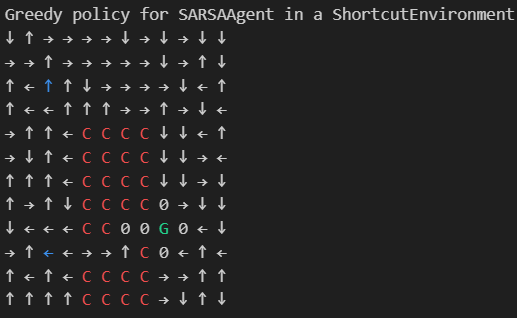 Greedy policy for SARSAAgent in a ShortcutEnvironment
↓ ↑ → → → → ↓ → ↓ → ↓ ↓
→ → ↑ → → → → → ↓ → ↑ ↓
↑ ← ↑ ↑ ↓ → → → → ↓ ← ↑
↑ ← ← ↑ ↑ ↑ → → ↑ → ↓ ←
→ ↑ ↑ ← C C C C ↓ ↓ ← ↑
→ ↓ ↑ ← C C C C ↓ ↓ → ←
↑ ↑ ↑ ← C C C C ↓ ↓ → ↓
↑ → ↑ ↓ C C C C 0 → ↓ ↓
↓ ← ← ← C C 0 0 G 0 ← ↓
→ ↑ ← ← → → ↑ C 0 ← ↑ ←
↑ ← ↑ ← C C C C → → ↑ ↑
↑ ↑ ↑ ↑ C C C C → ↓ ↑ ↓